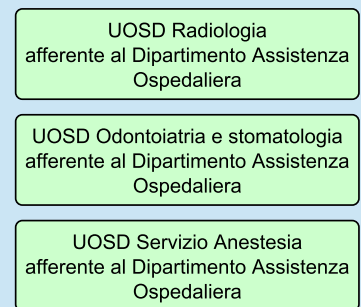 UOSD Radiologia
afferente al Dipartimento Assistenza
Ospedaliera
UOSD Odontoiatria e stomatologia
afferente al Dipartimento Assistenza
Ospedaliera
UOSD Servizio Anestesia
afferente al Dipartimento Assistenza
Ospedaliera